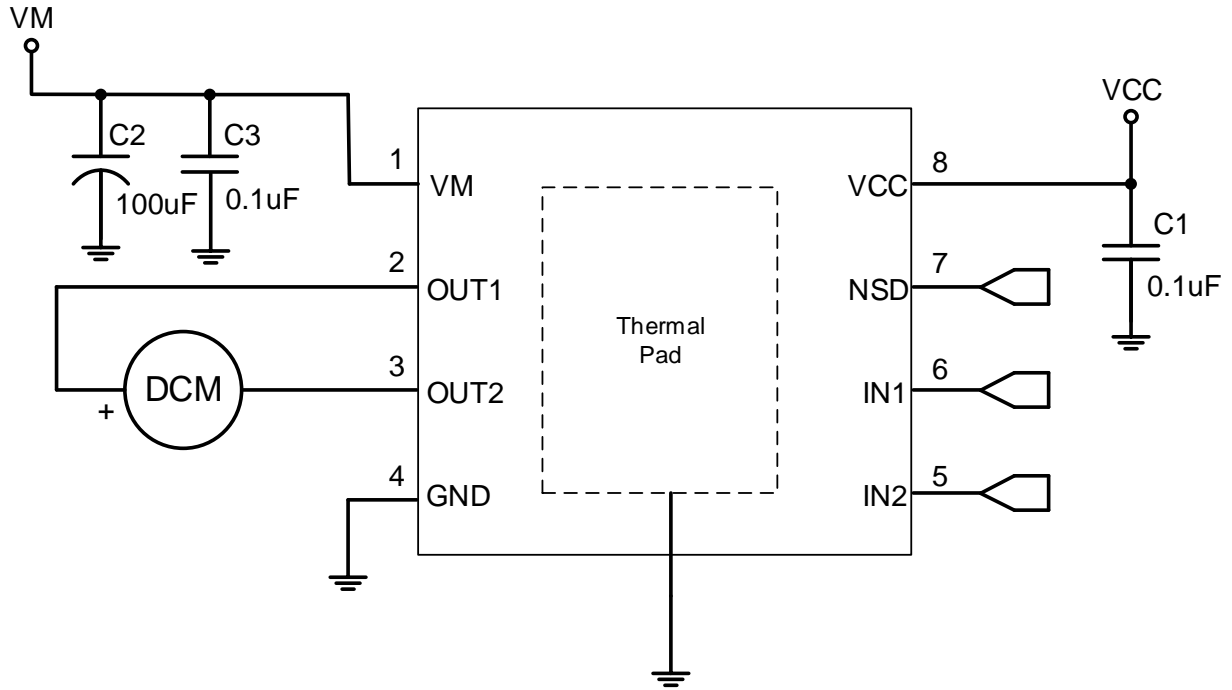 VM
C2
100uF
C3
0.1uF
1
VM
2
OUT1
3
OUT2
4
GND
+
DCM
Thermal
Pad
VCC
8
VCC
C1
0.1uF
7
NSD
6
IN1
5
IN2